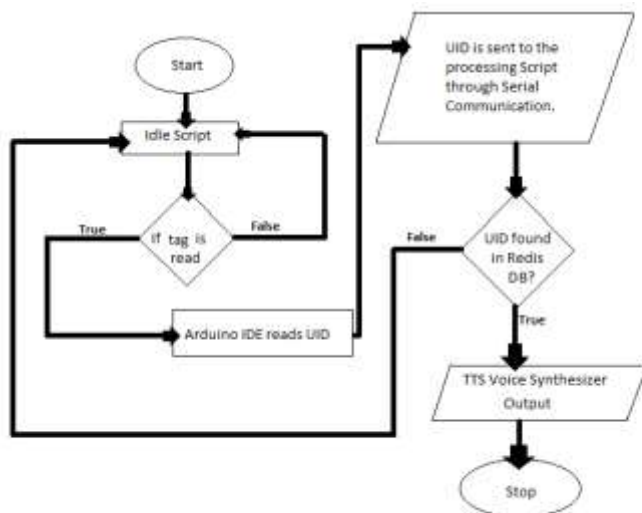 Start
Idle Script
True
If tag is
read
False
Arduino IDE reads UID
UID is sent to the
processing Script
through Serial
Communication.
False
UID found
in Redis
DB?
True
TTS Voice Synthesizer
Output
Stop